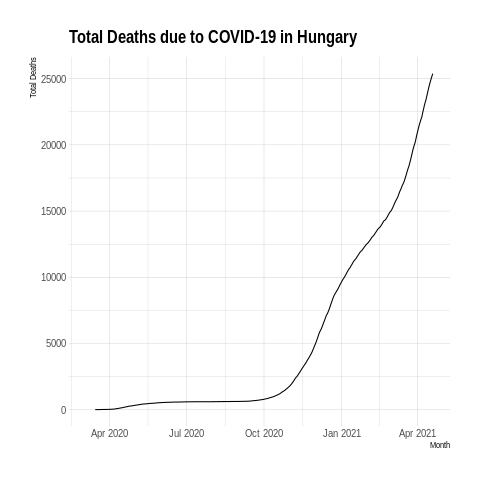 Total Deaths due to COVID-19 in Hungary
Total Deaths
25000
20000
15000
10000
5000
0
Apr 2020 Jul 2020 Oct 2020 Jan 2021 Apr 2021
Month